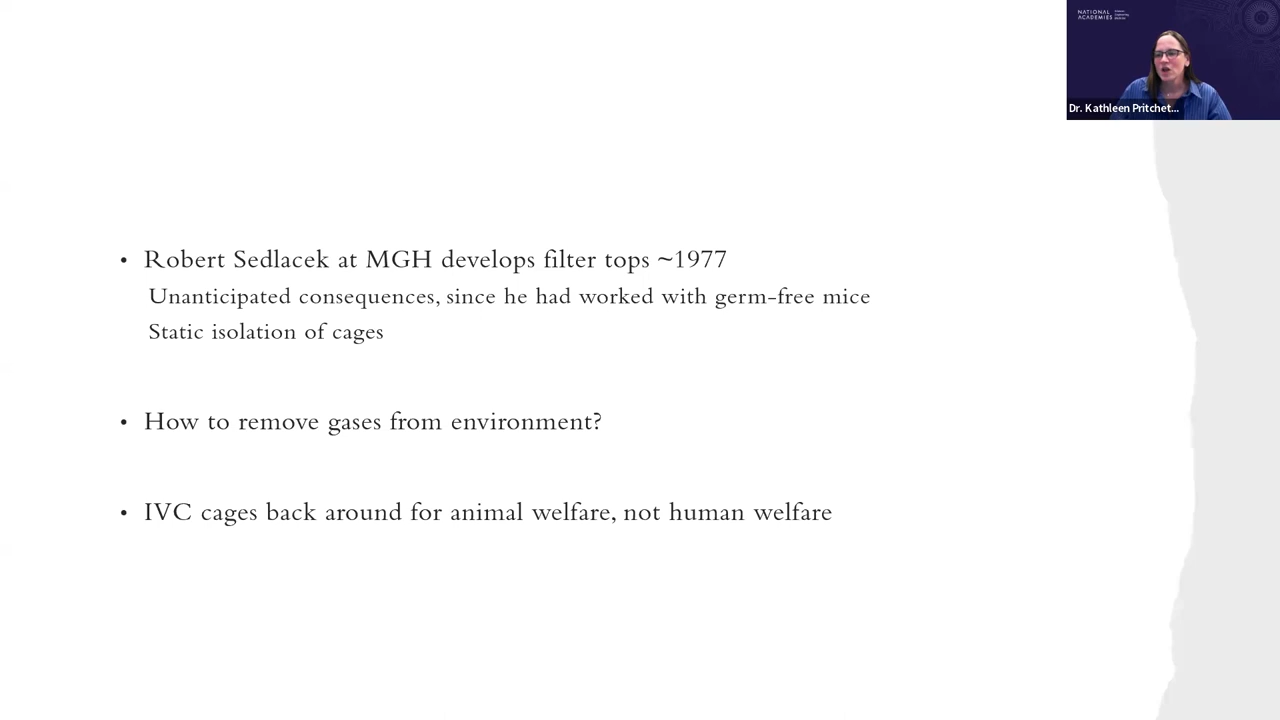 NATIONAL
ACADEMIES
Dr. Kathleen Pritchet...
• Robert Sedlacek at MGH develops filter tops ~1977
Unanticipated consequences, since he had worked with germ-free mice
Static isolation of cages
• How to remove gases from environment?
• IVC cages back around for animal welfare, not human welfare